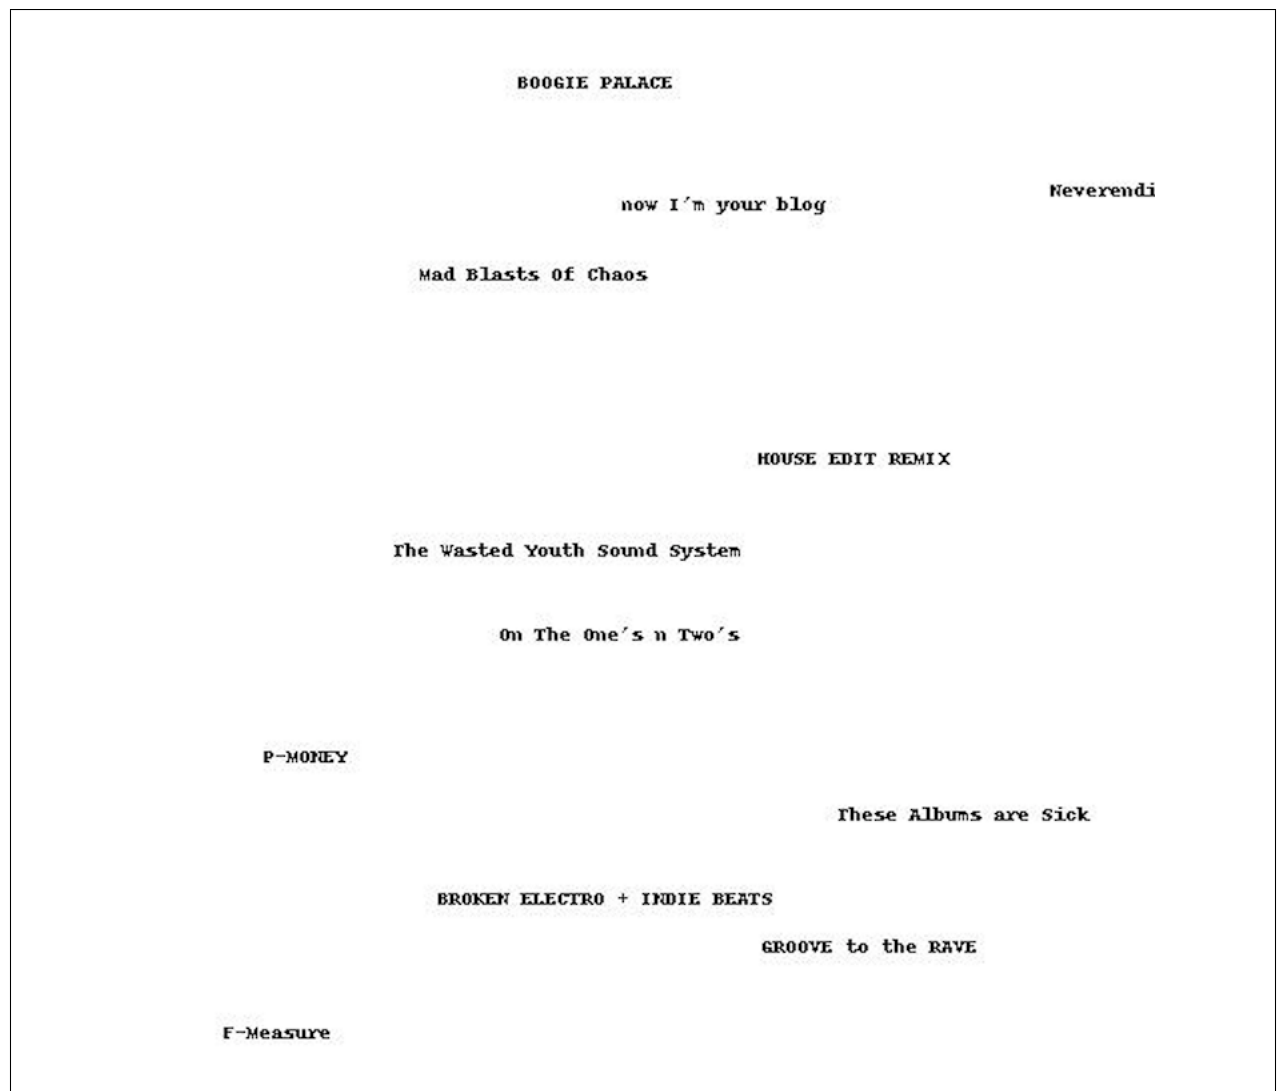 BOOGIE PALACE
Neverendi
now I´m your blog
Mad Blasts Of Chaos
HOUSE EDIT REMIX
The Wasted Youth Sound System
On The One´s n Two´s
P-MONEY
These Albums are Sick
BROKEN ELECTRO + INDIE BEATS
GROOVE to the RAVE
F-Measure